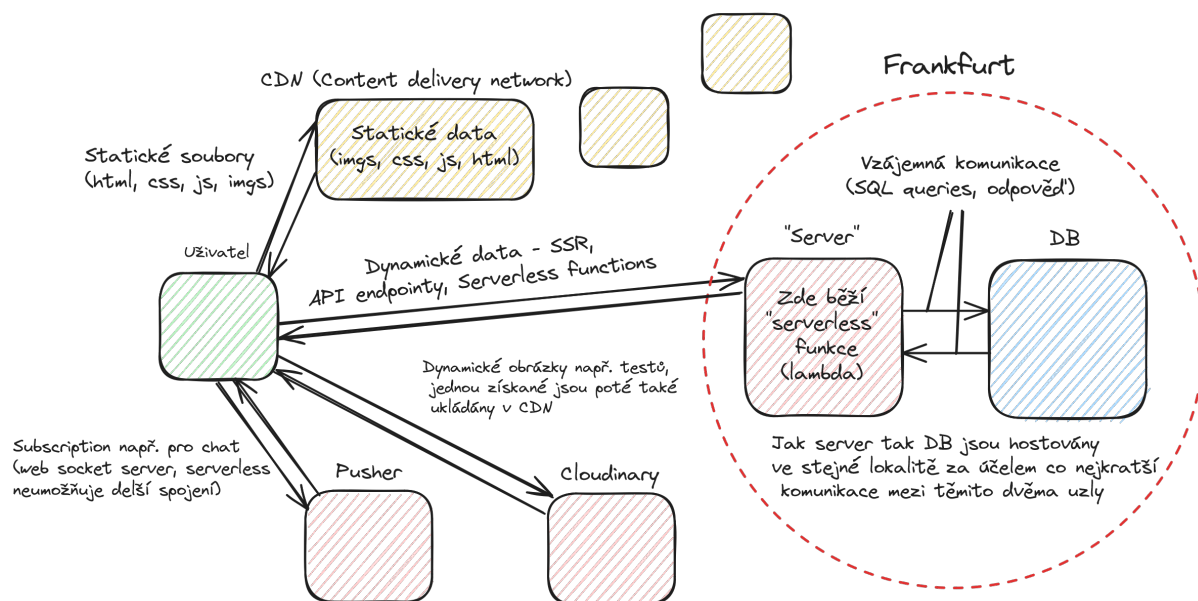 CDN (Content delivery network)
Statické data
(imgs, css, js, html)
Statické soubory
(html, css, js, imgs)
Uživatel
Dynamické data - SSR,
API endpointy, Serverless functions
Frankfurt
Vzájemná komunikace
(SQL queries, odpověď)
"Server"
DB
Zde běží
"serverless"
funkce
(lambda)
Jak server tak DB jsou hostovány
ve stejné lokalitě za účelem co nejkratší
komunikace mezi těmito dvěma uzly
Dynamické obrázky např. testů,
jednou získané jsou poté také
ukládány v CDN
Subscription např. pro chat
(web socket server, serverless
neumožňuje delší spojení)
Pusher
Cloudinary